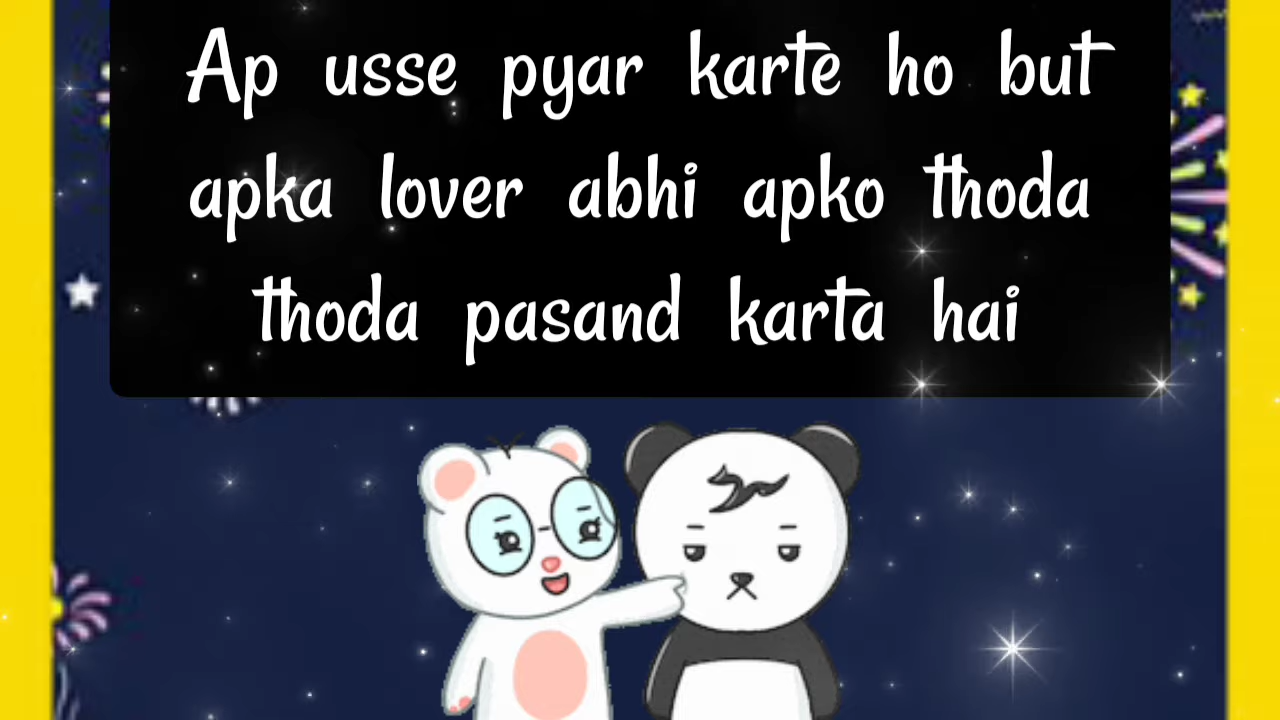 Ap usse pyar karte ho but
apka lover abhi apko thoda
thoda pasand karta hai